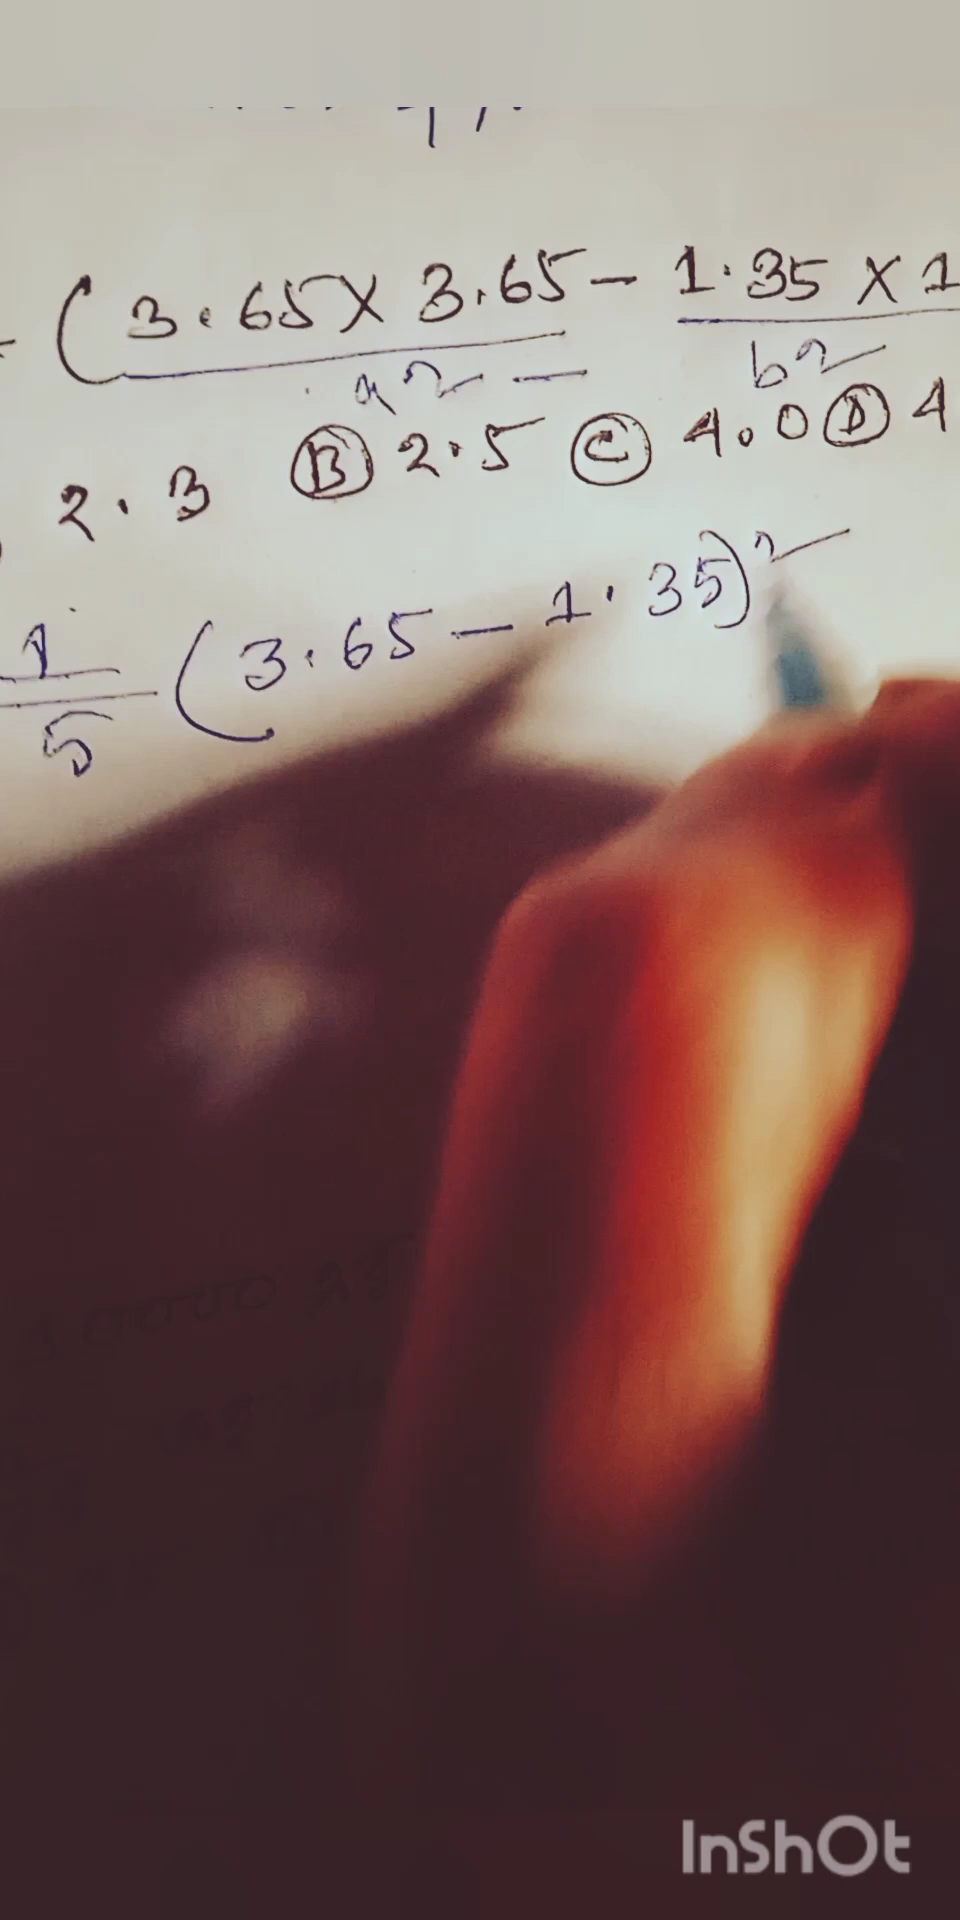 (3.65 X 3.65 - 1.35 X 1
a² - b²
2.3 Ⓑ 2.5 Ⓒ 4.0 Ⓓ 4
1/5 (3.65 - 1.35)²
InShOt